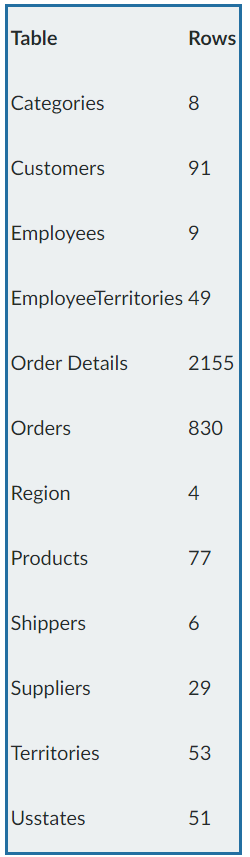 Table Rows
Categories 8
Customers 91
Employees 9
EmployeeTerritories 49
Order Details 2155
Orders 830
Region 4
Products 77
Shippers 6
Suppliers 29
Territories 53
Usstates 51